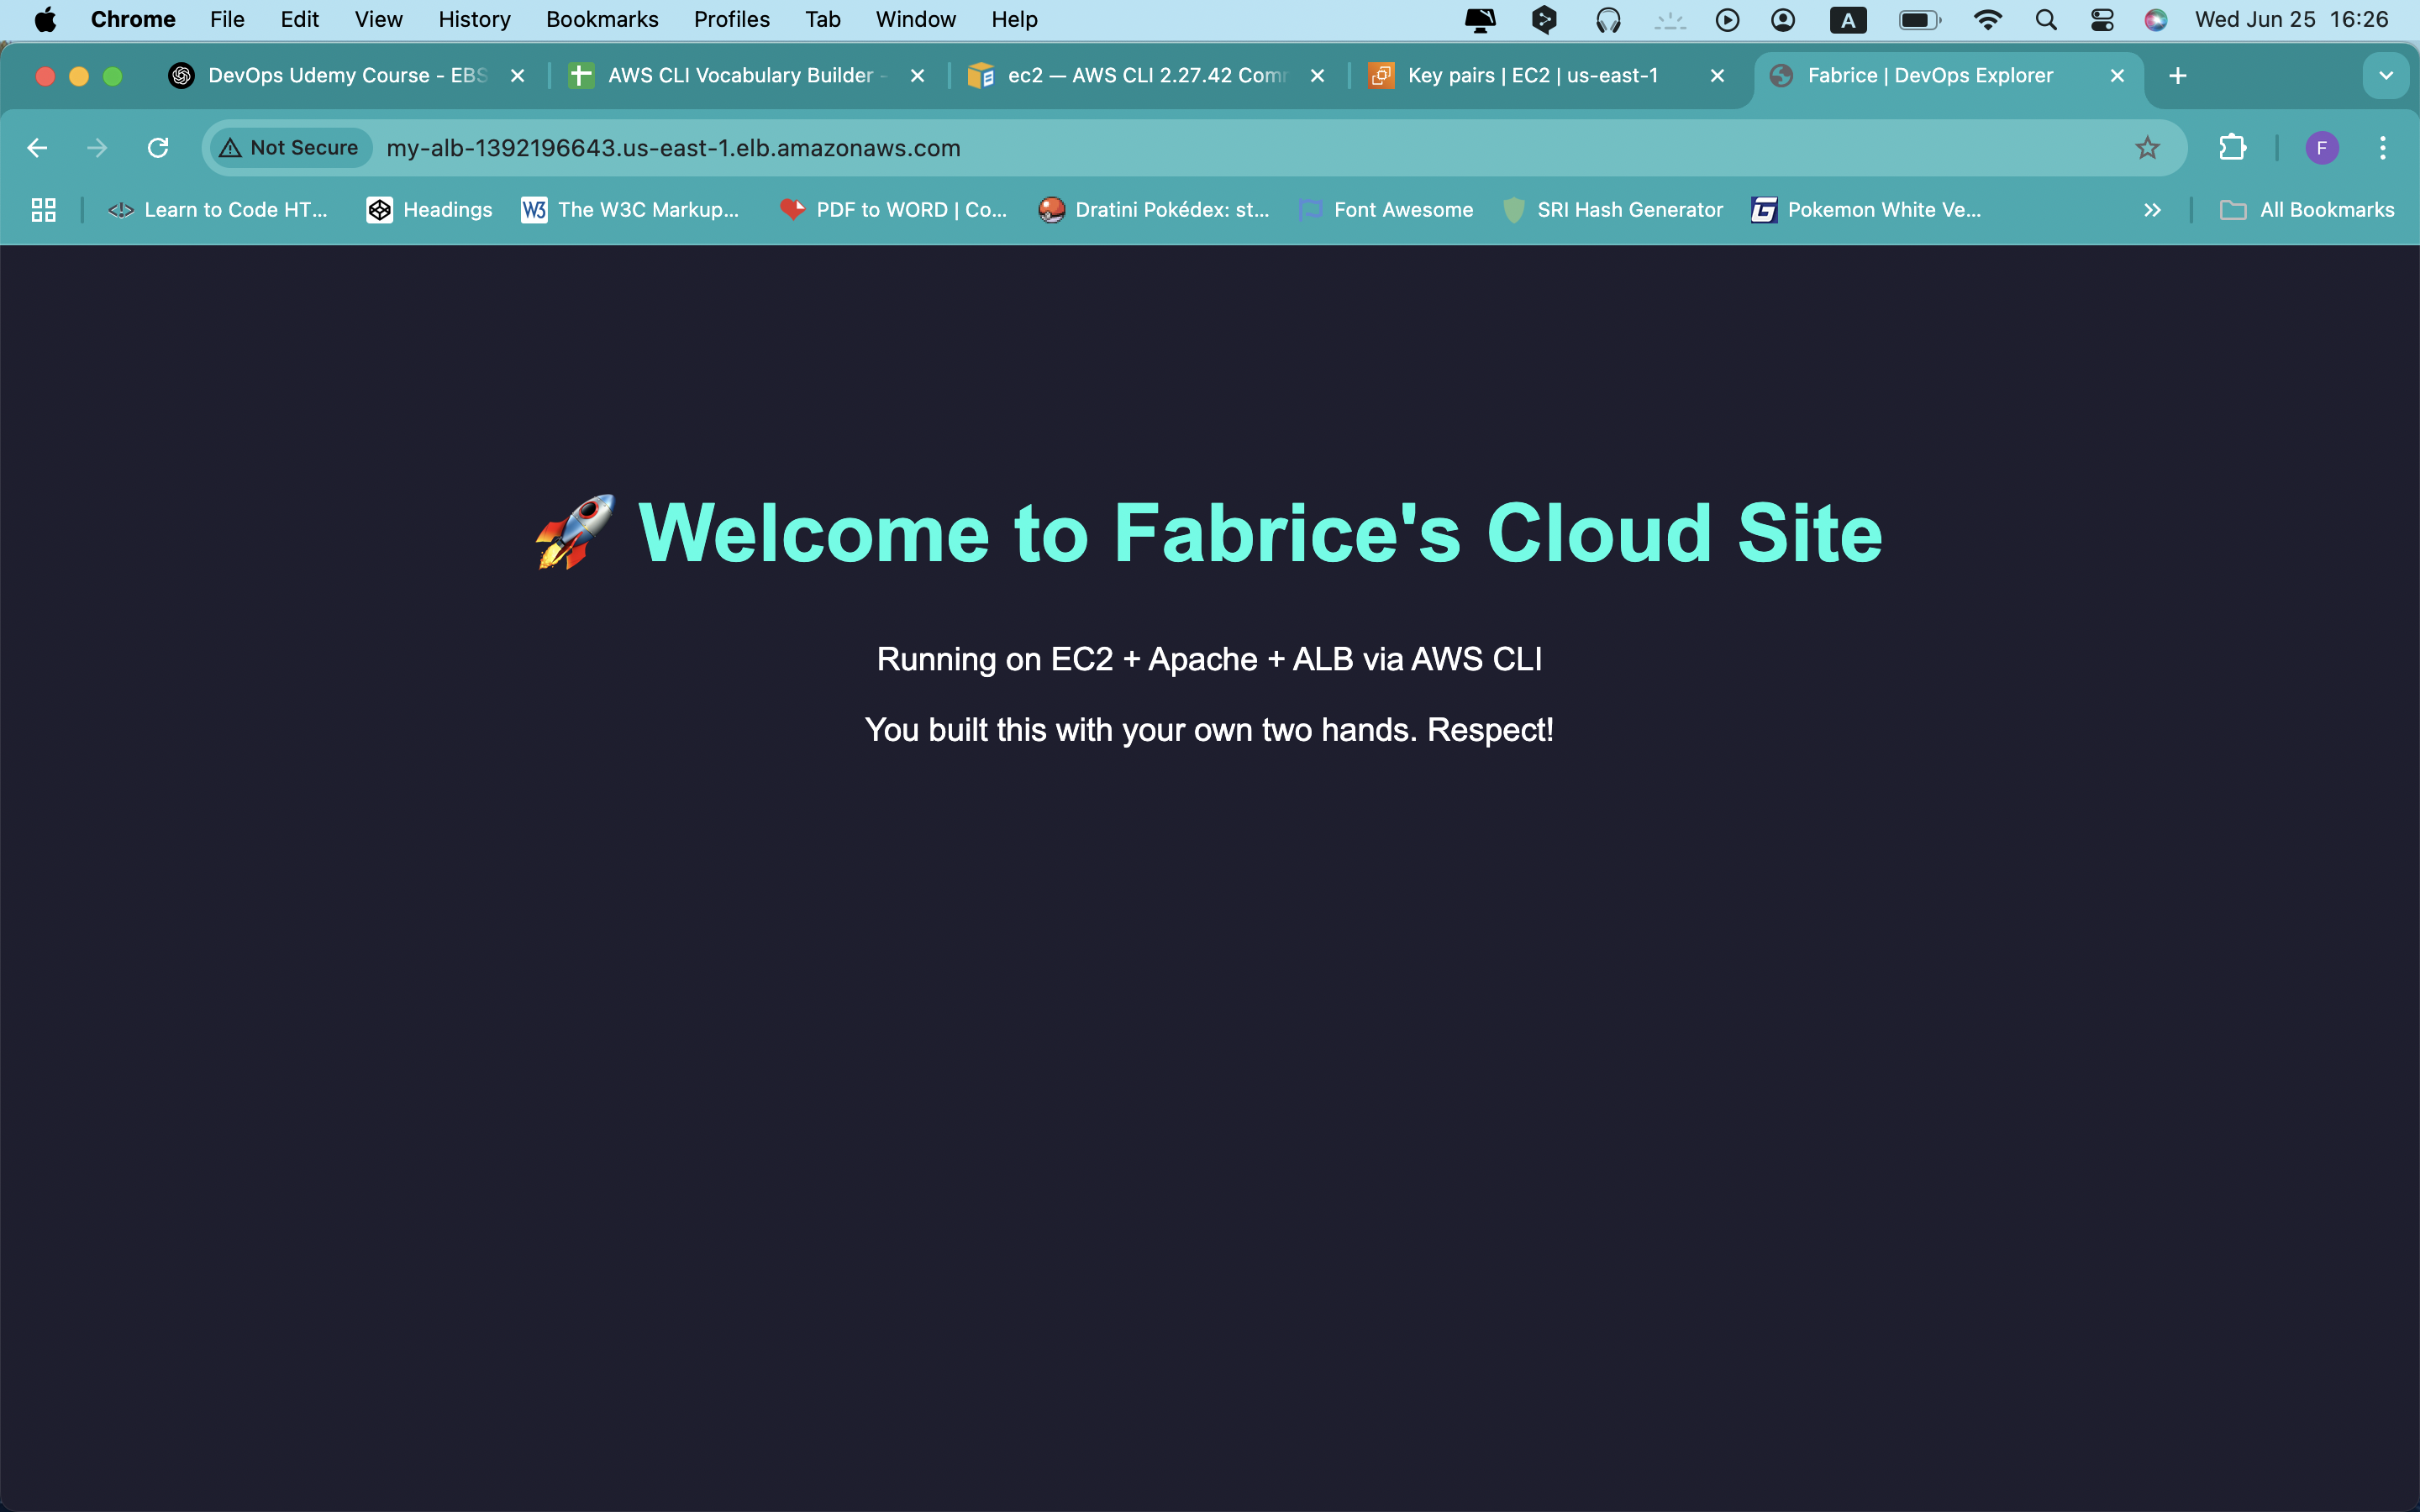 Chrome File Edit View History Bookmarks Profiles Tab Window Help A Wed Jun 25 16:26
DevOps Udemy Course - EBS AWS CLI Vocabulary Builder - ec2 — AWS CLI 2.27.42 Com Key pairs | EC2 | us-east-1 Fabrice | DevOps Explorer
Not Secure my-alb-1392196643.us-east-1.elb.amazonaws.com F
Learn to Code HT... Headings W3 The W3C Markup... PDF to WORD | Co... Dratini Pokédex: st... Font Awesome SRI Hash Generator Pokemon White Ve... All Bookmarks
🚀 Welcome to Fabrice's Cloud Site
Running on EC2 + Apache + ALB via AWS CLI
You built this with your own two hands. Respect!